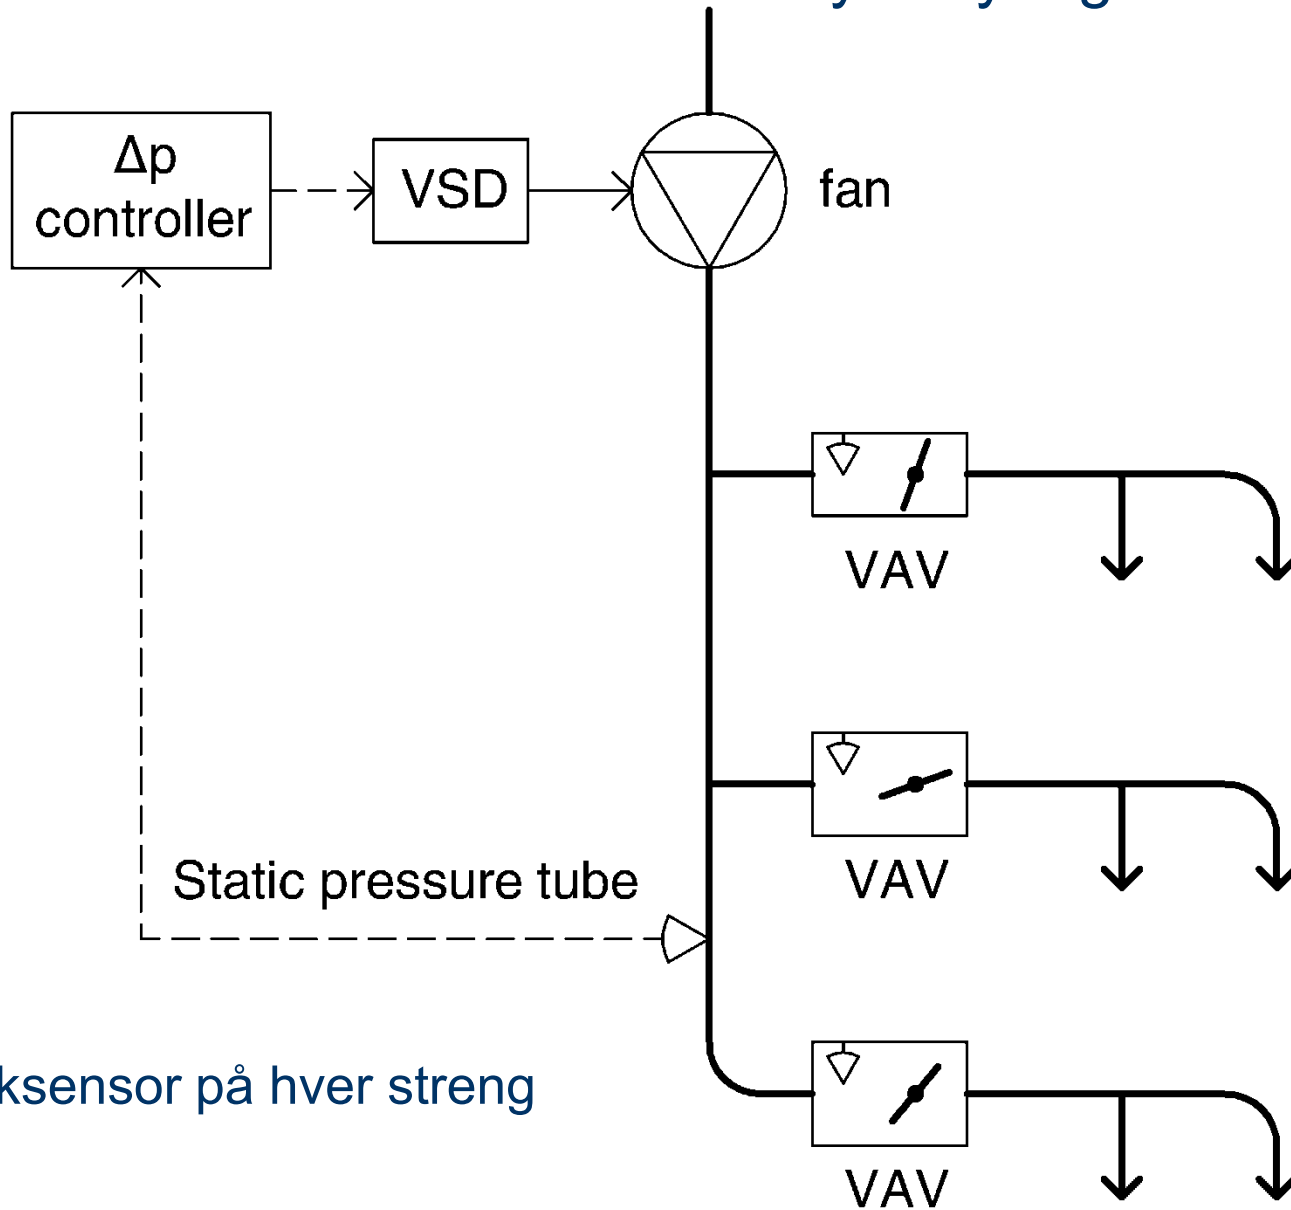 Δp
controller
VSD
fan
VAV
VAV
Static pressure tube
ksensor på hver streng
VAV